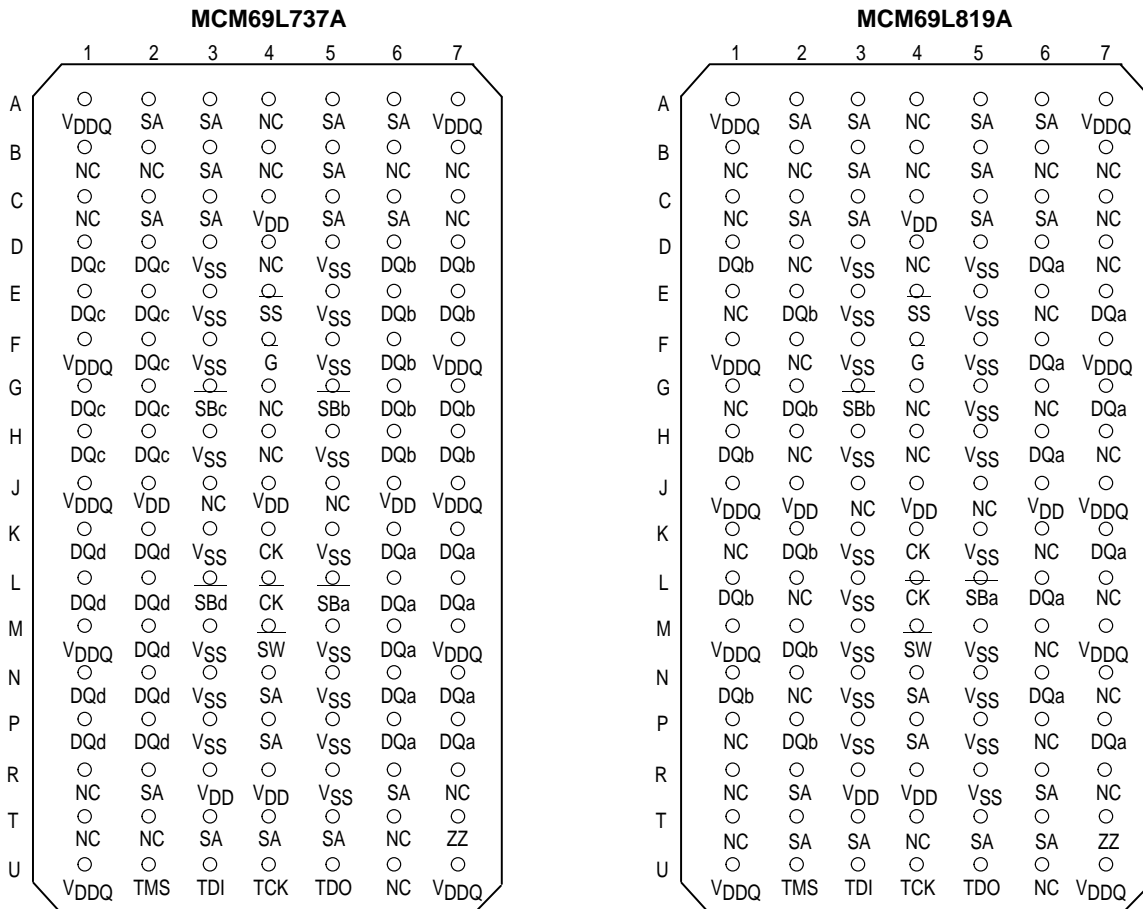 MCM69L737A
1 2 3 4 5 6 7
A
VDDQ SA SA NC SA SA VDDQ
B
NC NC SA NC SA NC NC
C
NC SA SA VDD SA SA NC
D
DQc DQc VSS NC VSS DQb DQb
E
DQc DQc VSS SS VSS DQb DQb
F
VDDQ DQc VSS G VSS DQb VDDQ
G
DQc DQc SBc NC SBb DQb DQb
H
DQc DQc VSS NC VSS DQb DQb
J
VDDQ VDD NC VDD NC VDD VDDQ
K
DQd DQd VSS CK VSS DQa DQa
L
DQd DQd SBd CK SBa DQa DQa
M
VDDQ DQd VSS SW VSS DQa VDDQ
N
DQd DQd VSS SA VSS DQa DQa
P
DQd DQd VSS SA VSS DQa DQa
R
NC SA VDD VDD VSS SA NC
T
NC NC SA SA SA NC ZZ
U
VDDQ TMS TDI TCK TDO NC VDDQ
MCM69L819A
1 2 3 4 5 6 7
A
VDDQ SA SA NC SA SA VDDQ
B
NC NC SA NC SA NC NC
C
NC SA SA VDD SA SA NC
D
DQb NC VSS NC VSS DQa NC
E
NC DQb VSS SS VSS NC DQa
F
VDDQ NC VSS G VSS DQa VDDQ
G
NC DQb SBb NC VSS NC DQa
H
DQb NC VSS NC VSS DQa NC
J
VDDQ VDD NC VDD NC VDD VDDQ
K
NC DQb VSS CK VSS NC DQa
L
DQb NC VSS CK SBa DQa NC
M
VDDQ DQb VSS SW VSS NC VDDQ
N
DQb NC VSS SA VSS DQa NC
P
NC DQb VSS SA VSS NC DQa
R
NC SA VDD VDD VSS SA NC
T
NC SA SA NC SA SA ZZ
U
VDDQ TMS TDI TCK TDO NC VDDQ